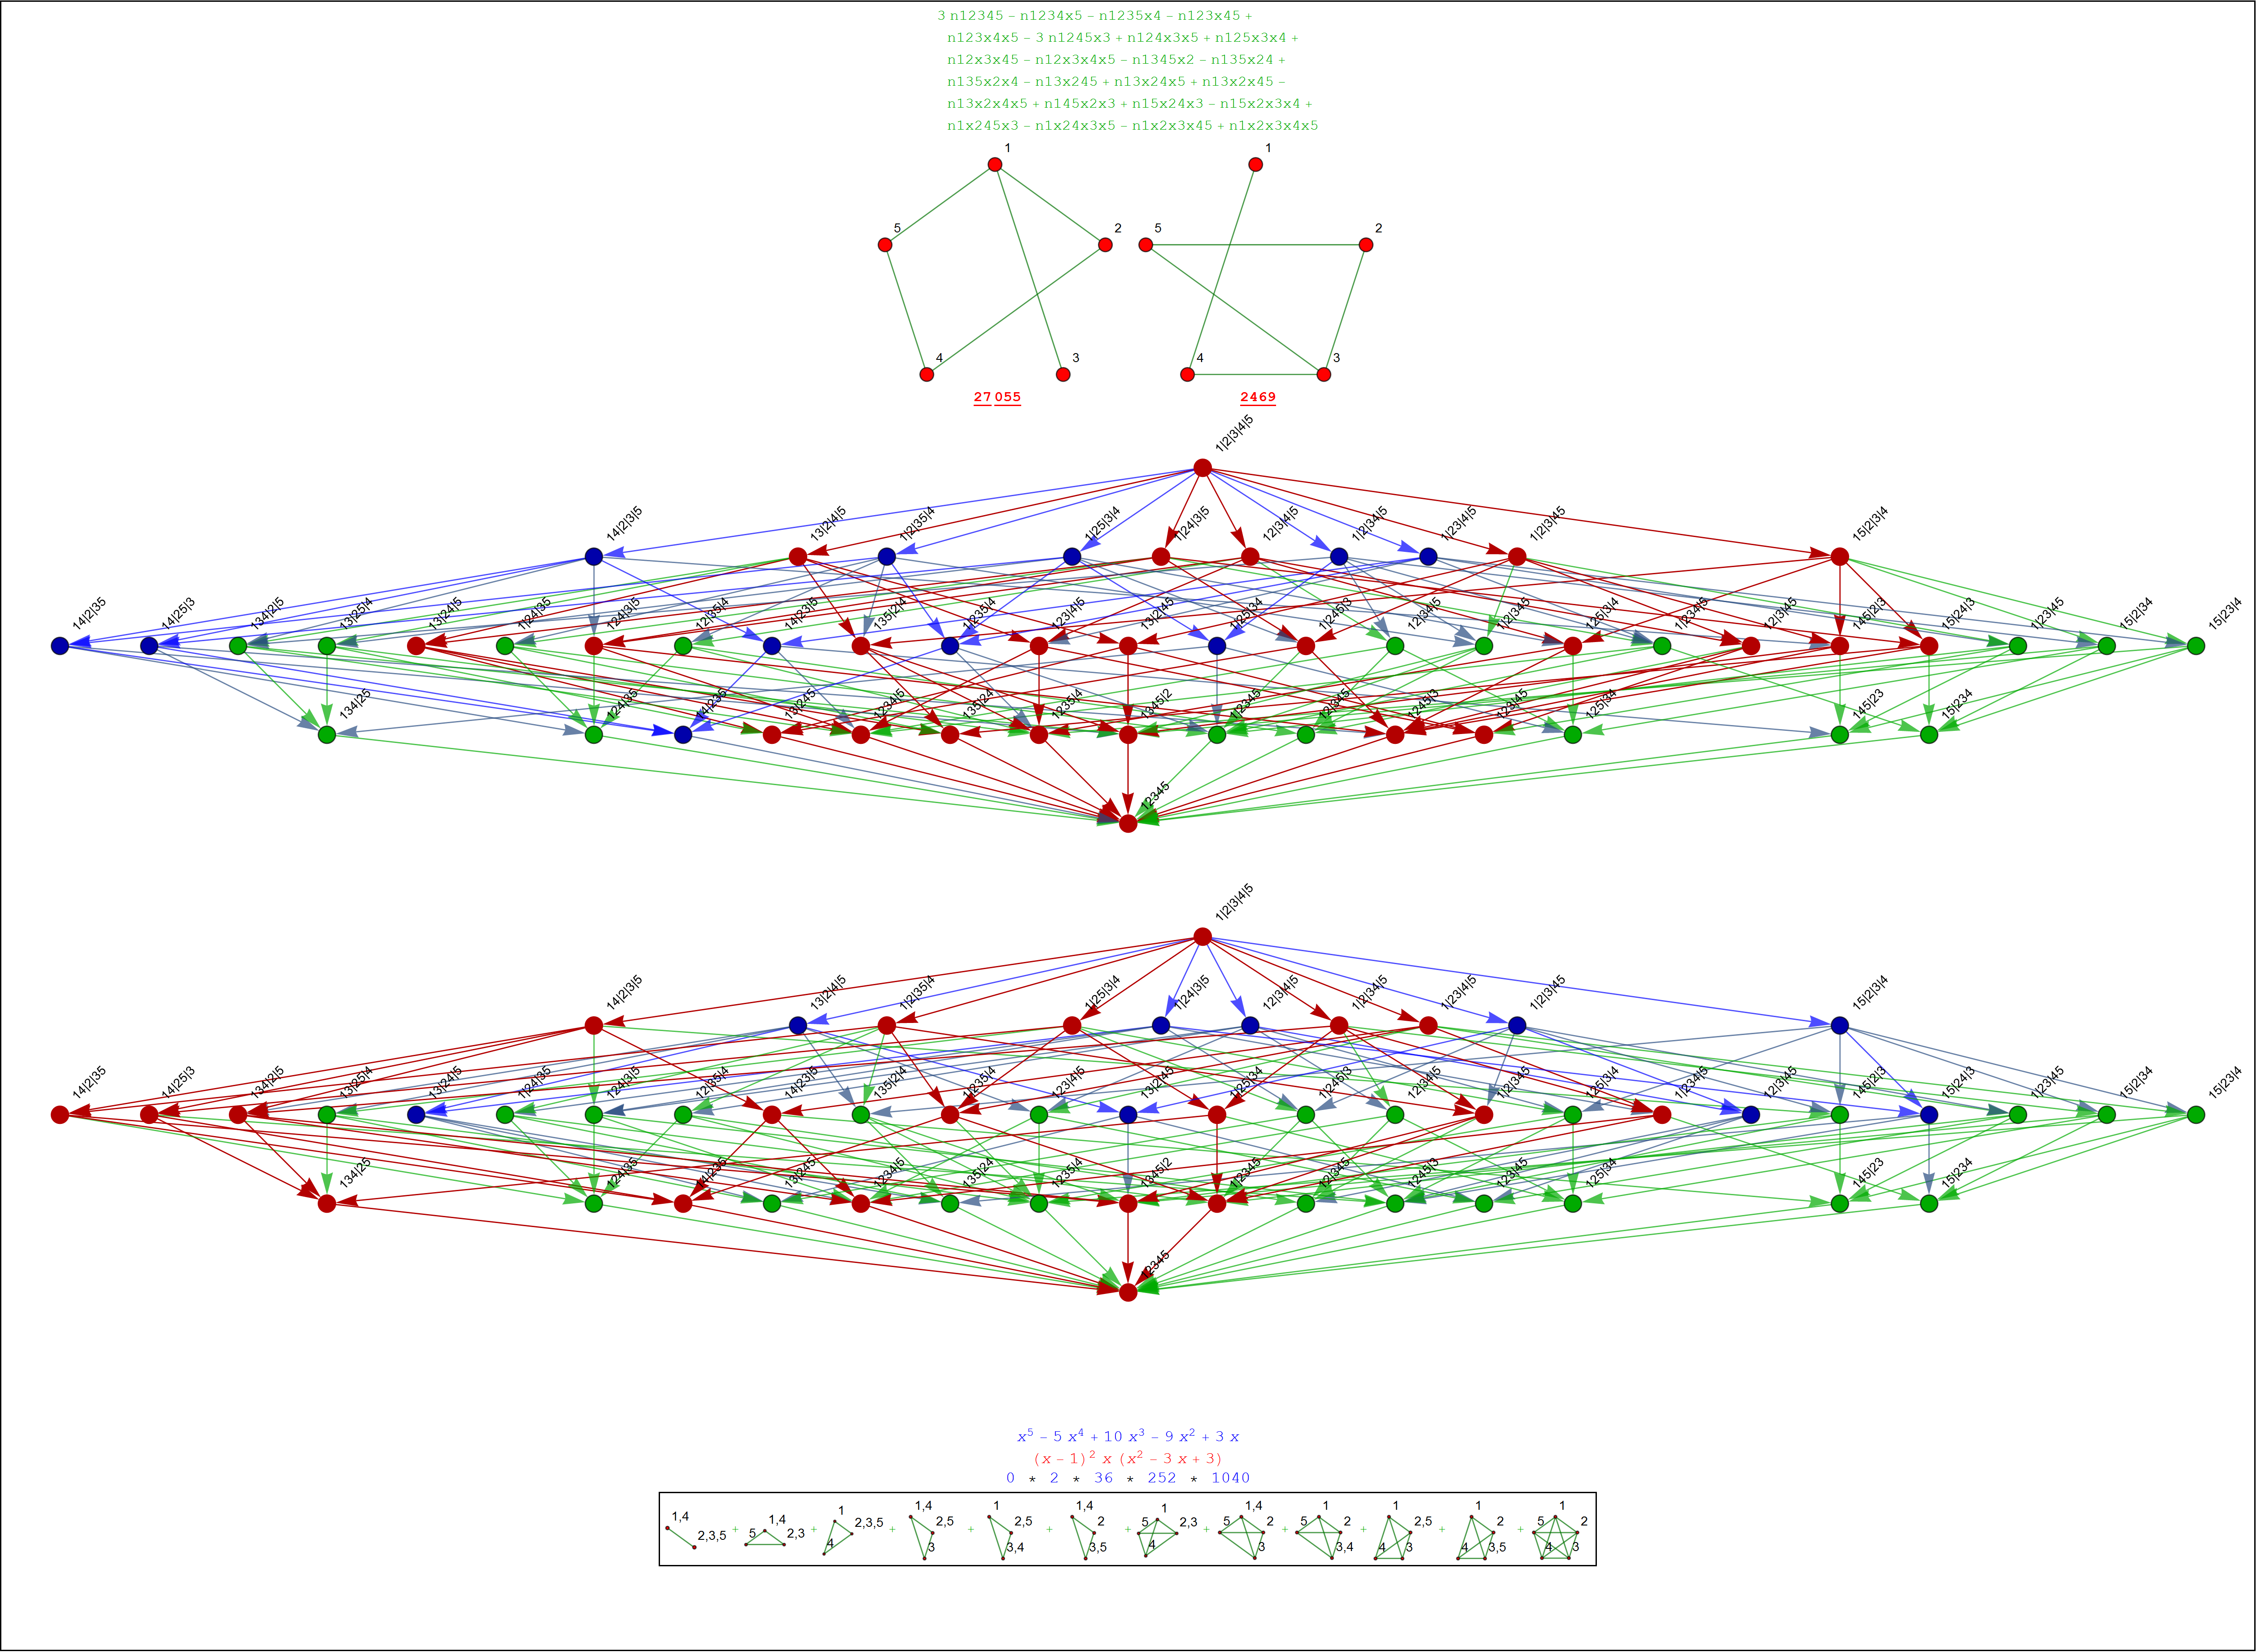 3 n12345 – n1234x5 – n1235x4 – n123x45 +
n123x4x5 – 3 n1245x3 + n124x3x5 + n125x3x4 +
n12x3x45 – n12x3x4x5 – n1345x2 – n135x24 +
n135x2x4 – n13x245 + n13x24x5 + n13x2x45 –
n13x2x4x5 + n145x2x3 + n15x24x3 – n15x2x3x4 +
n1x245x3 – n1x24x3x5 – n1x2x3x45 + n1x2x3x4x5
1 1
5 2 5 2
4 3 4 3
27 055 2469
1|2|3|4|5
14|2|3|5 13|2|4|5 1|2|35|4 1|25|3|4 1|24|3|5 12|3|4|5 1|2|34|5 1|23|4|5 1|2|3|45 15|2|3|4
14|2|35 14|25|3 134|2|5 13|25|4 13|24|5 1|24|35 124|3|5 12|35|4 14|23|5 135|2|4 1|235|4 123|4|5 13|2|45 1|25|34 1|245|3 12|34|5 1|2|345 125|3|4 1|234|5 12|3|45 145|2|3 15|24|3 1|23|45 15|2|34 15|23|4
134|25 124|35 14|235 13|245 1234|5 135|24 1235|4 1345|2 1|2345 12|345 1245|3 123|45 125|34 145|23 15|234
12345
1|2|3|4|5
14|2|3|5 13|2|4|5 1|2|35|4 1|25|3|4 1|24|3|5 12|3|4|5 1|2|34|5 1|23|4|5 1|2|3|45 15|2|3|4
14|2|35 14|25|3 134|2|5 13|25|4 13|24|5 1|24|35 124|3|5 12|35|4 14|23|5 135|2|4 1|235|4 123|4|5 13|2|45 1|25|34 1|245|3 12|34|5 1|2|345 125|3|4 1|234|5 12|3|45 145|2|3 15|24|3 1|23|45 15|2|34 15|23|4
134|25 124|35 14|235 13|245 1234|5 135|24 1235|4 1345|2 1|2345 12|345 1245|3 123|45 125|34 145|23 15|234
12345
x⁵ – 5 x⁴ + 10 x³ – 9 x² + 3 x
(x – 1)² x (x² – 3 x + 3)
0 * 2 * 36 * 252 * 1040
1,4 2,3,5 + 1,4 5 2,3 + 1 2,3,5 4 + 1,4 2,5 3 + 1 2,5 3,4 + 1,4 2 3,5 + 1 5 2,3 4 + 1,4 5 2 3 + 1 5 2 3,4 + 1 2,5 4 3 + 1 2 4 3,5 + 1 5 2 4 3